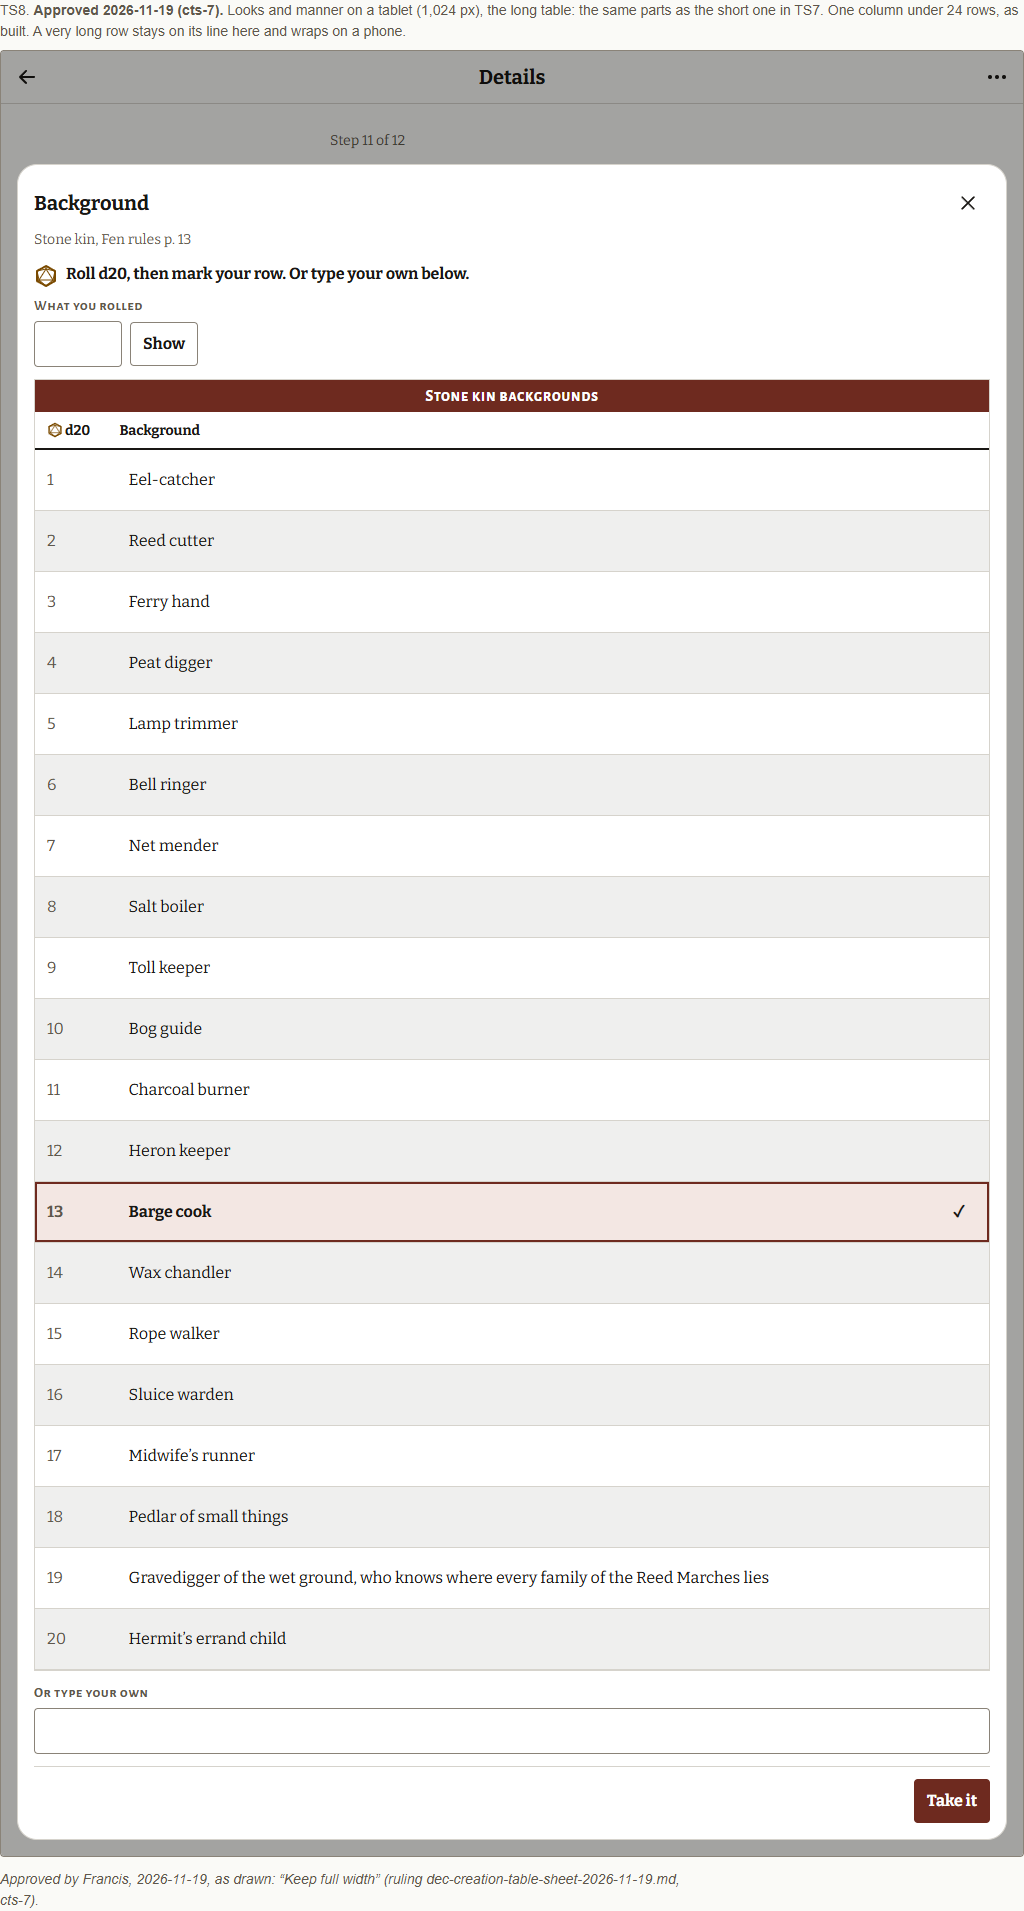 TS8. Approved 2026-11-19 (cts-7). Looks and manner on a tablet (1,024 px), the long table: the same parts as the short one in TS7. One column under 24 rows, as
built. A very long row stays on its line here and wraps on a phone.
Details
Step 11 of 12
Background
Stone kin, Fen rules p. 13
Roll d20, then mark your row. Or type your own below.
What you rolled
Show
Stone kin backgrounds
d20 Background
1 Eel-catcher
2 Reed cutter
3 Ferry hand
4 Peat digger
5 Lamp trimmer
6 Bell ringer
7 Net mender
8 Salt boiler
9 Toll keeper
10 Bog guide
11 Charcoal burner
12 Heron keeper
13 Barge cook ✓
14 Wax chandler
15 Rope walker
16 Sluice warden
17 Midwife’s runner
18 Pedlar of small things
19 Gravedigger of the wet ground, who knows where every family of the Reed Marches lies
20 Hermit’s errand child
Or type your own
Take it
Approved by Francis, 2026-11-19, as drawn: “Keep full width” (ruling dec-creation-table-sheet-2026-11-19.md,
cts-7).